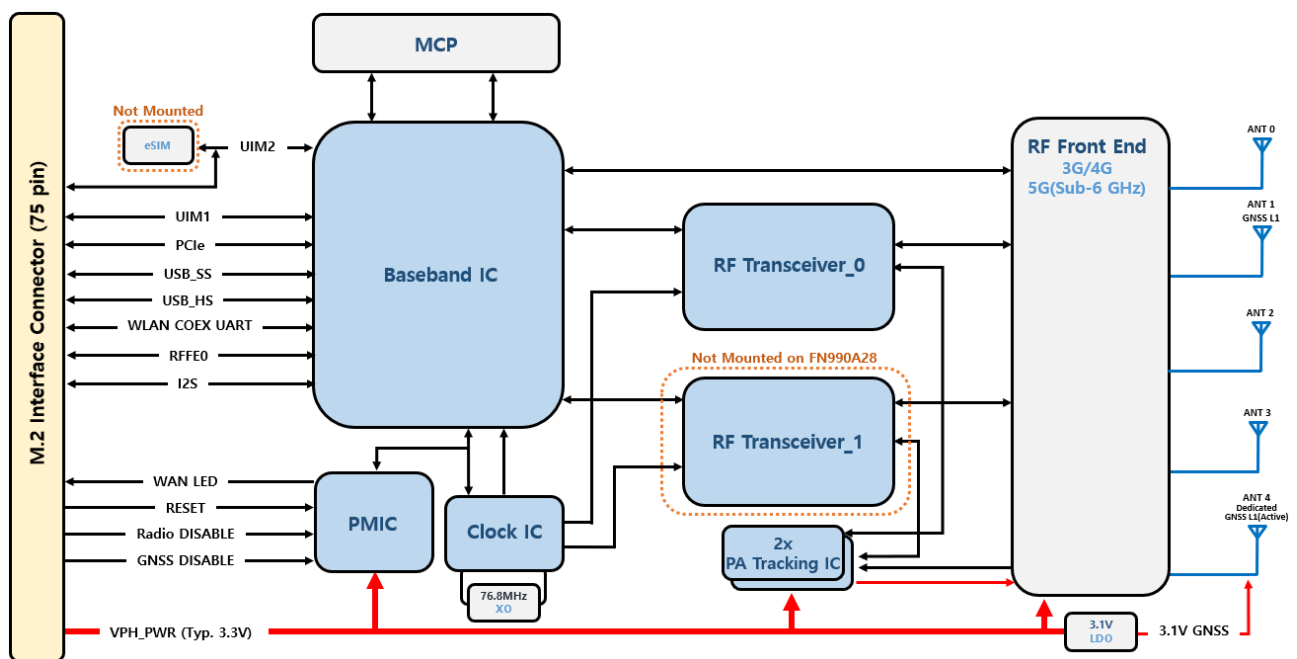 MCP
Not Mounted
eSIM
UIM2
M.2 Interface Connector (75 pin)
UIM1
PCIe
USB_SS
USB_HS
WLAN COEX UART
RFFE0
I2S
Baseband IC
RF Transceiver_0
Not Mounted on FN990A28
RF Transceiver_1
RF Front End
3G/4G
5G(Sub-6 GHz)
ANT 0
ANT 1
GNSS L1
ANT 2
ANT 3
ANT 4
Dedicated
GNSS L1(Active)
WAN LED
RESET
Radio DISABLE
GNSS DISABLE
PMIC
Clock IC
76.8MHz
XO
2x
PA Tracking IC
VPH_PWR (Typ. 3.3V)
3.1V
LDO
3.1V GNSS